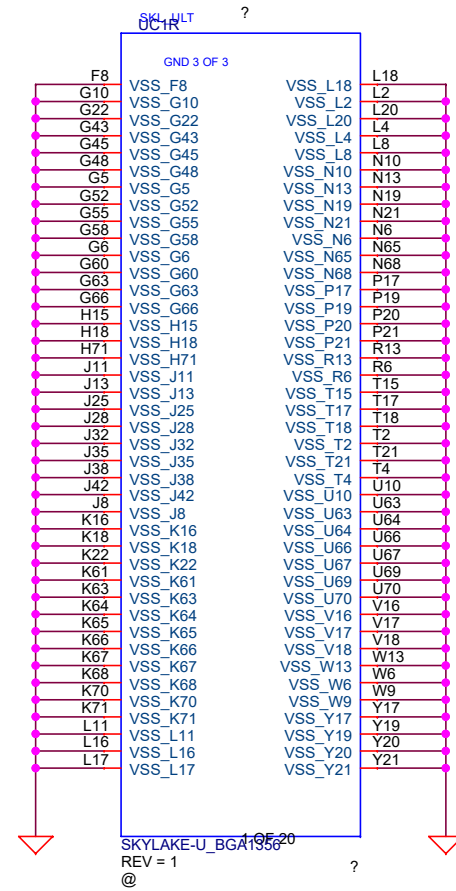 SKL_ULT
?
UC1R
GND 3 OF 3
F8 VSS_F8 VSS_L18 L18
G10 VSS_G10 VSS_L2 L2
G22 VSS_G22 VSS_L20 L20
G43 VSS_G43 VSS_L4 L4
G45 VSS_G45 VSS_L8 L8
G48 VSS_G48 VSS_N10 N10
G5 VSS_G5 VSS_N13 N13
G52 VSS_G52 VSS_N19 N19
G55 VSS_G55 VSS_N21 N21
G58 VSS_G58 VSS_N6 N6
G6 VSS_G6 VSS_N65 N65
G60 VSS_G60 VSS_N68 N68
G63 VSS_G63 VSS_P17 P17
G66 VSS_G66 VSS_P19 P19
H15 VSS_H15 VSS_P20 P20
H18 VSS_H18 VSS_P21 P21
H71 VSS_H71 VSS_R13 R13
J11 VSS_J11 VSS_R6 R6
J13 VSS_J13 VSS_T15 T15
J25 VSS_J25 VSS_T17 T17
J28 VSS_J28 VSS_T18 T18
J32 VSS_J32 VSS_T2 T2
J35 VSS_J35 VSS_T21 T21
J38 VSS_J38 VSS_T4 T4
J42 VSS_J42 VSS_U10 U10
J8 VSS_J8 VSS_U63 U63
K16 VSS_K16 VSS_U64 U64
K18 VSS_K18 VSS_U66 U66
K22 VSS_K22 VSS_U67 U67
K61 VSS_K61 VSS_U69 U69
K63 VSS_K63 VSS_U70 U70
K64 VSS_K64 VSS_V16 V16
K65 VSS_K65 VSS_V17 V17
K66 VSS_K66 VSS_V18 V18
K67 VSS_K67 VSS_W13 W13
K68 VSS_K68 VSS_W6 W6
K70 VSS_K70 VSS_W9 W9
K71 VSS_K71 VSS_Y17 Y17
L11 VSS_L11 VSS_Y19 Y19
L16 VSS_L16 VSS_Y20 Y20
L17 VSS_L17 VSS_Y21 Y21
1 OF 20
SKYLAKE-U_BGA1356
REV = 1
?
@